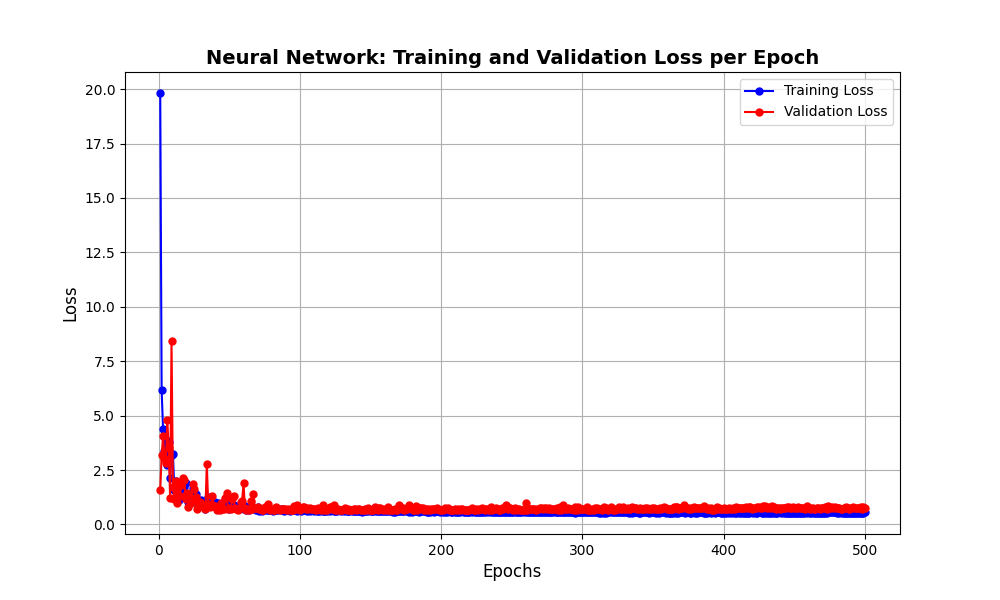 Neural Network: Training and Validation Loss per Epoch
Training Loss
Validation Loss
20.0
17.5
15.0
12.5
10.0
7.5
5.0
2.5
0.0
Loss
0 100 200 300 400 500
Epochs